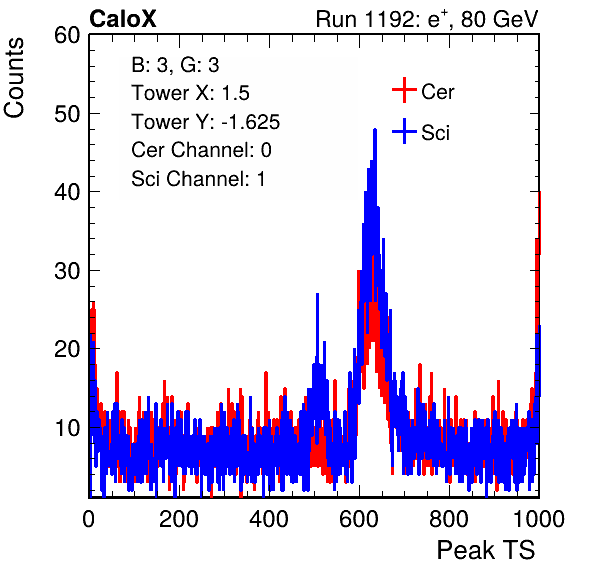 CaloX Run 1192: e⁺, 80 GeV
Counts
60
50
40
30
20
10
B: 3, G: 3
Tower X: 1.5
Tower Y: -1.625
Cer Channel: 0
Sci Channel: 1
Cer
Sci
0 200 400 600 800 1000
Peak TS